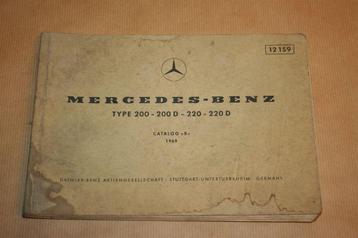 12159
MERCEDES-BENZ
TYPE 200 - 200 D - 220 - 220 D
CATALOG »B«
1969
DAIMLER-BENZ AKTIENGESELLSCHAFT · STUTTGART-UNTERTÜRKHEIM · GERMANY